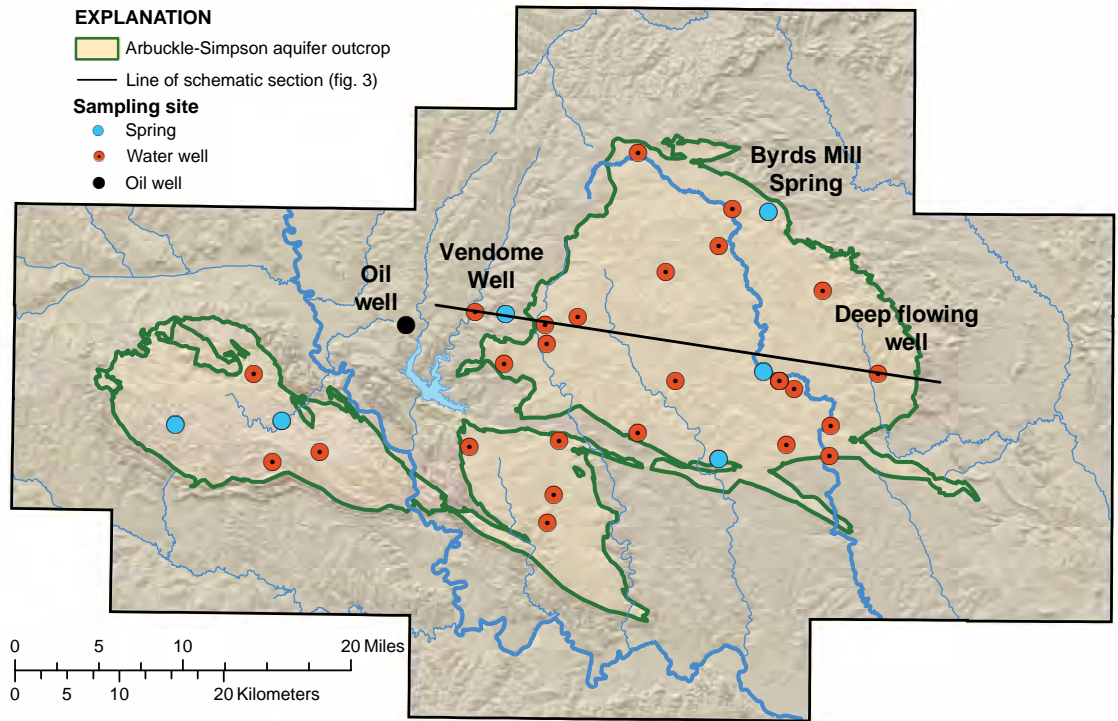 EXPLANATION
Arbuckle-Simpson aquifer outcrop
Line of schematic section (fig. 3)
Sampling site
Spring
Water well
Oil well
Byrds Mill
Spring
Vendome
Well
Oil
well
Deep flowing
well
0 5 10 20 Miles
0 5 10 20 Kilometers